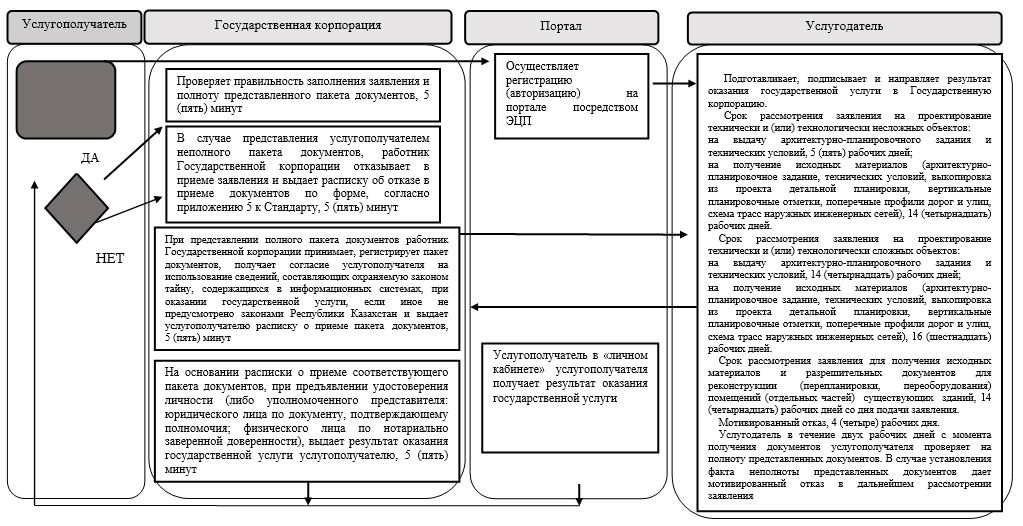 Услугополучатель
Государственная корпорация
Портал
Услугодатель
ДА
НЕТ
Проверяет правильность заполнения заявления и
полноту представленного пакета документов, 5
(пять) минут
В случае представления услугополучателем
неполного пакета документов, работник
Государственной корпорации отказывает в
приеме заявления и выдает расписку об отказе в
приеме документов по форме, согласно
приложению 5 к Стандарту, 5 (пять) минут
При представлении полного пакета документов работник
Государственной корпорации принимает, регистрирует пакет
документов, получает согласие услугополучателя на
использование сведений, составляющих охраняемую законом
тайну, содержащихся в информационных системах, при
оказании государственной услуги, если иное не
предусмотрено законами Республики Казахстан и выдает
услугополучателю расписку о приеме пакета документов,
5 (пять) минут
На основании расписки о приеме соответствующего
пакета документов, при предъявлении удостоверения
личности (либо уполномоченного представителя:
юридического лица по документу, подтверждающему
полномочия; физического лица по нотариально
заверенной доверенности), выдает результат оказания
государственной услуги услугополучателю, 5 (пять)
минут
Осуществляет
регистрацию
(авторизацию) на
портале посредством
ЭЦП
Услугополучатель в «личном
кабинете» услугополучателя
получает результат оказания
государственной услуги
Подготавливает, подписывает и направляет результат
оказания государственной услуги в Государственную
корпорацию.
Срок рассмотрения заявления на проектирование
технически и (или) технологически несложных объектов:
на выдачу архитектурно-планировочного задания и
технических условий, 5 (пять) рабочих дней;
на получение исходных материалов (архитектурно-
планировочное задание, технических условий, выкопировка
из проекта детальной планировки, вертикальные
планировочные отметки, поперечные профили дорог и улиц,
схема трасс наружных инженерных сетей), 14 (четырнадцать)
рабочих дней.
Срок рассмотрения заявления на проектирование
технически и (или) технологически сложных объектов:
на выдачу архитектурно-планировочного задания и
технических условий, 14 (четырнадцать) рабочих дней;
на получение исходных материалов (архитектурно-
планировочное задание, технических условий, выкопировка
из проекта детальной планировки, вертикальные
планировочные отметки, поперечные профили дорог и улиц,
схема трасс наружных инженерных сетей), 16 (шестнадцать)
рабочих дней.
Срок рассмотрения заявления для получения исходных
материалов и разрешительных документов для
реконструкции (перепланировки, переоборудования)
помещений (отдельных частей) существующих зданий, 14
(четырнадцать) рабочих дней со дня подачи заявления.
Мотивированный отказ, 4 (четыре) рабочих дня.
Услугодатель в течение двух рабочих дней с момента
получения документов услугополучателя проверяет на
полноту представленных документов. В случае установления
факта неполноты представленных документов дает
мотивированный отказ в дальнейшем рассмотрении
заявления